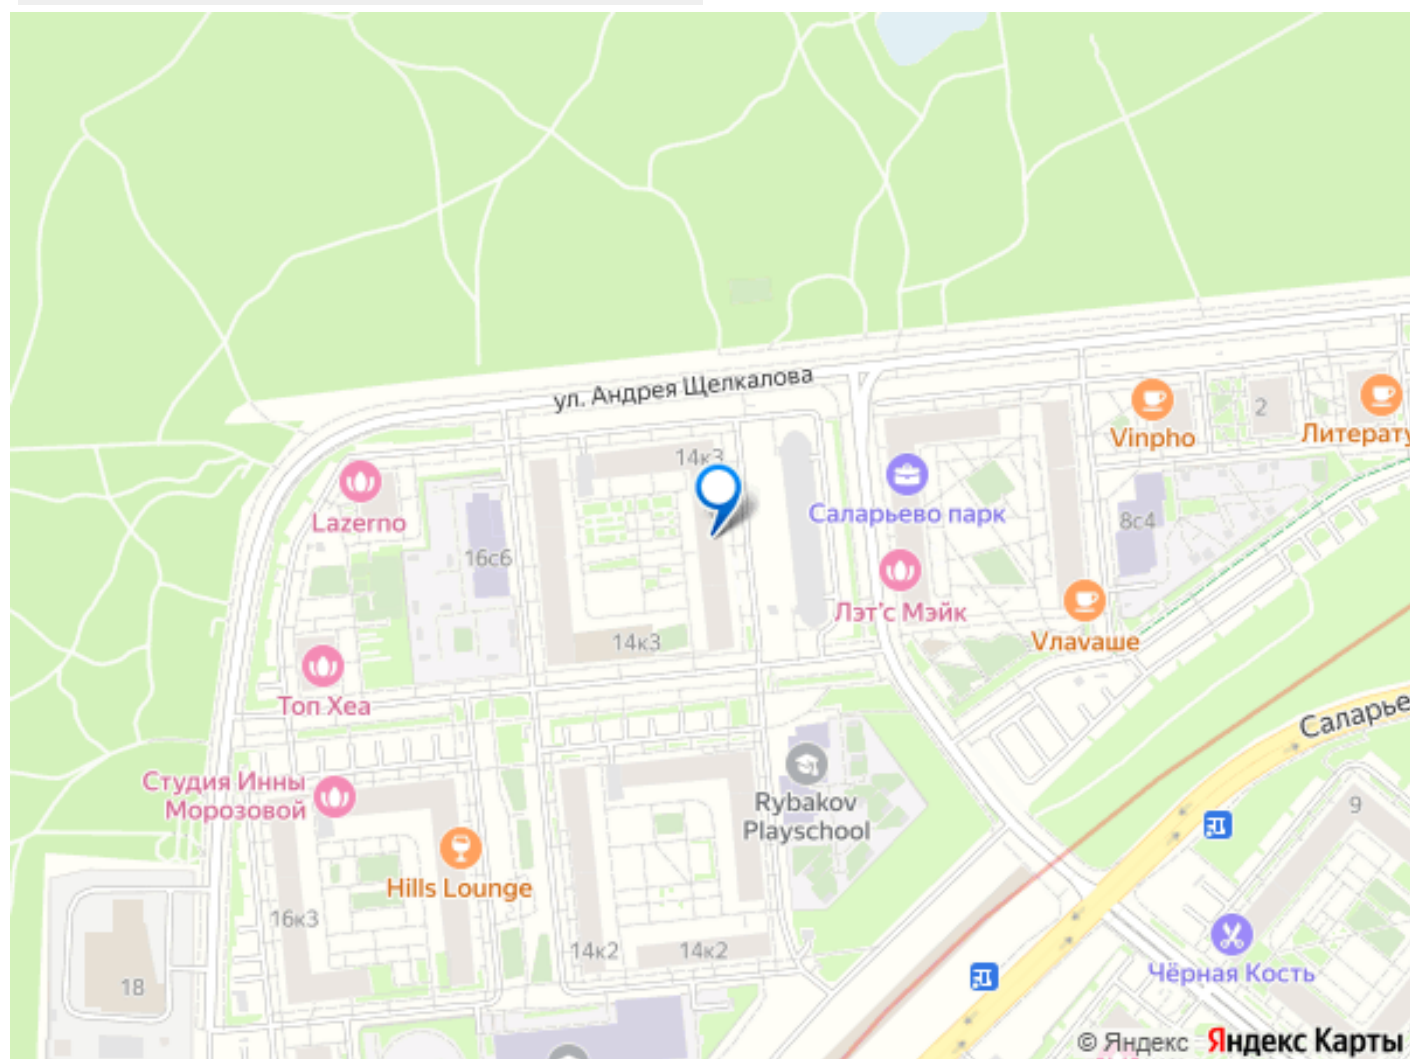 ул. Андрея Щелкалова
2
Vinpho
Литерату
14к3
Lazerno
Саларьево парк
8с4
16с6
Лэт'с Мэйк
Vлаvаше
14к3
Топ Хеа
Саларье
Студия Инны
Морозовой
Rybakov
Playschool
9
Hills Lounge
16к3
14к2
14к2
Чёрная Кость
18
© Яндекс Яндекс Карты